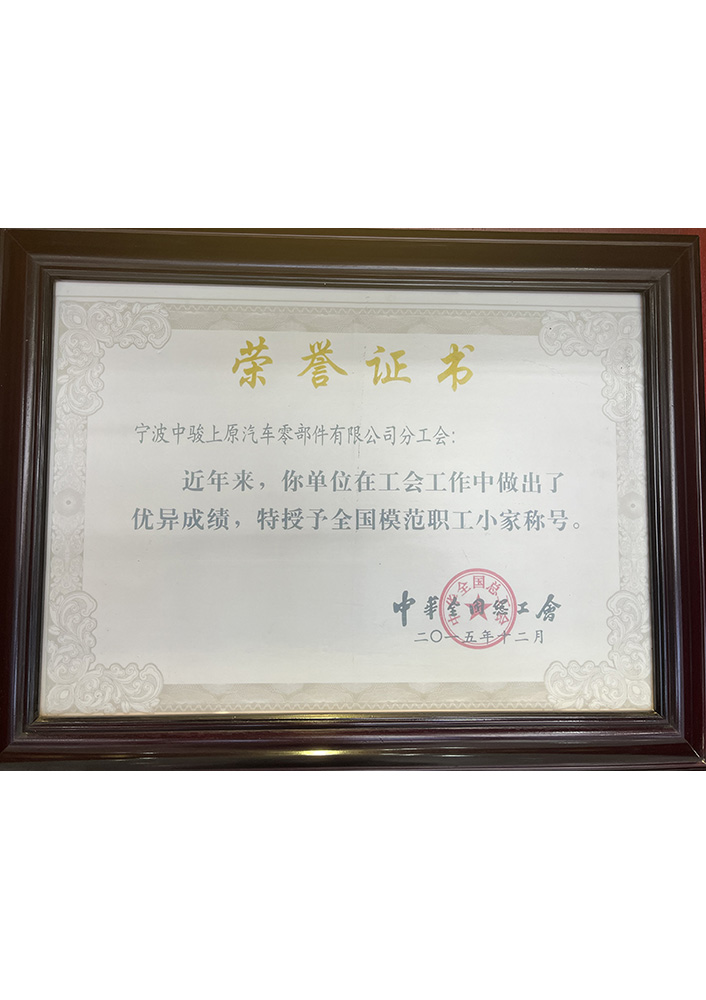 荣誉证书
宁波中骏上原汽车零部件有限公司分工会：
近年来，你单位在工会工作中做出了
优异成绩，特授予全国模范职工小家称号。
中华全国总工會
二〇一五年十二月